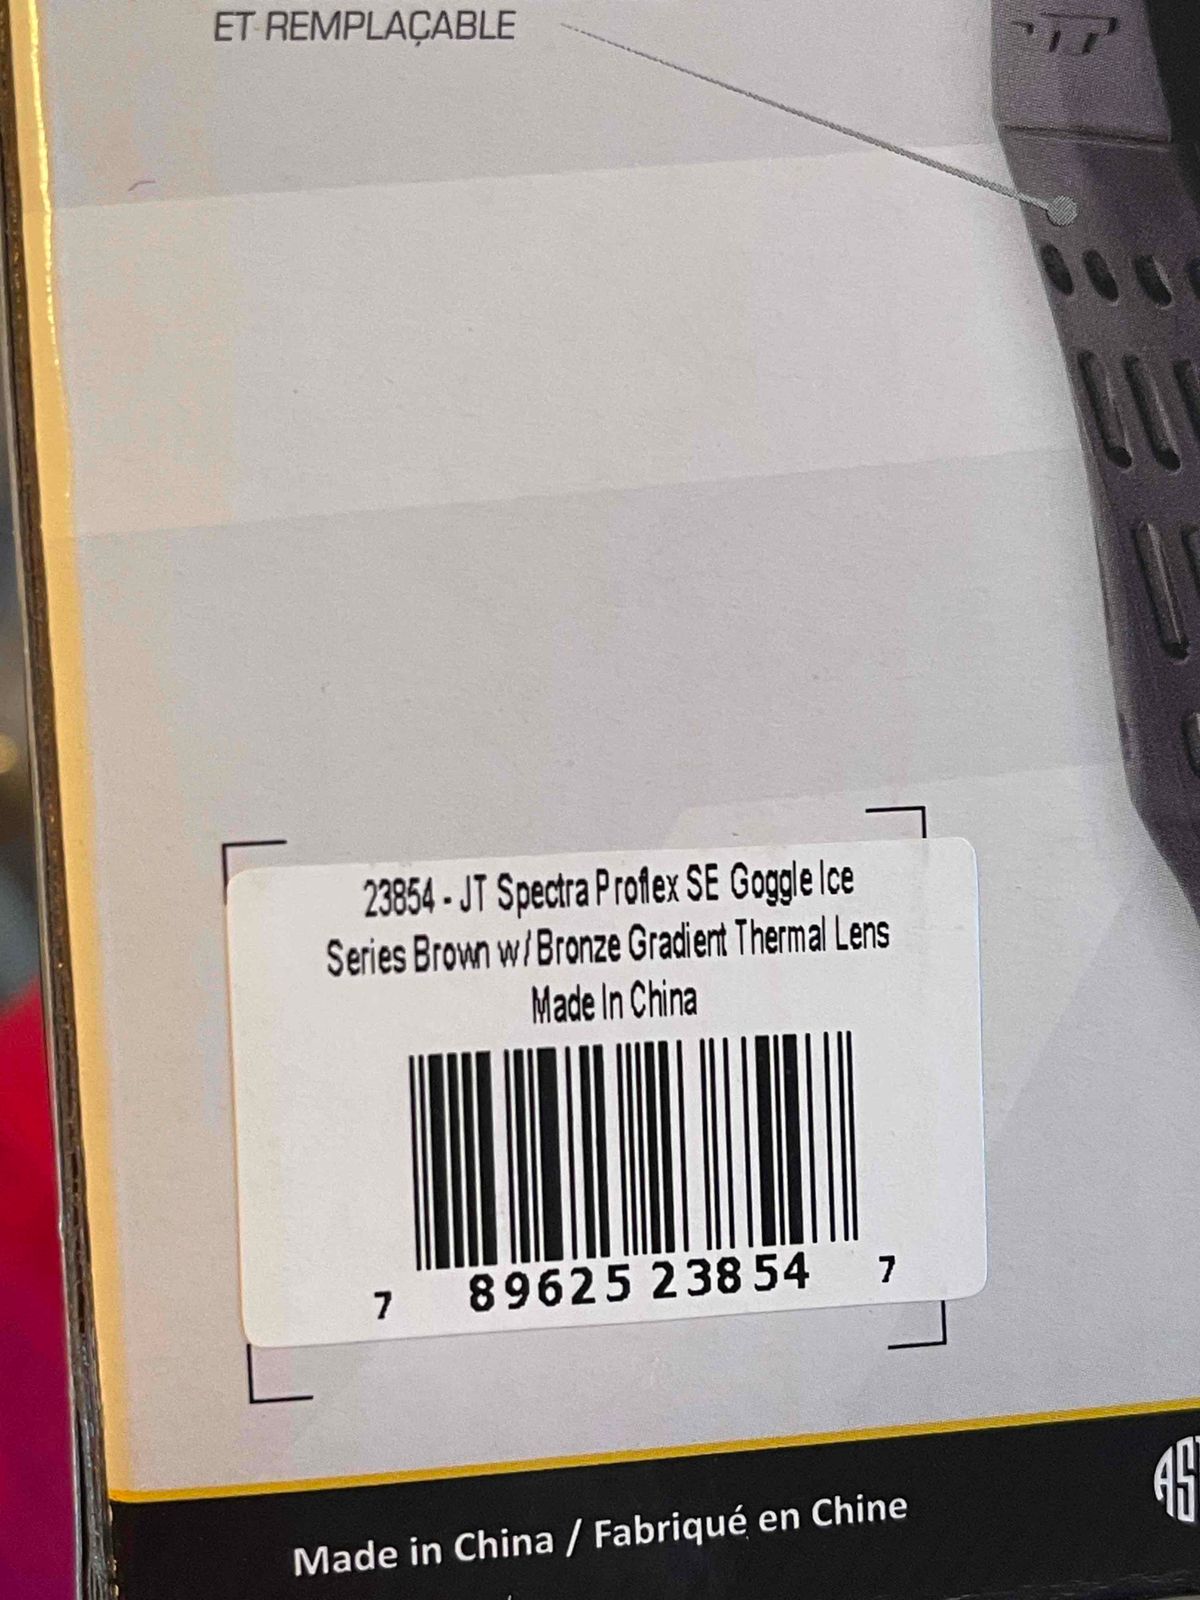 ET REMPLAÇABLE
JT
23854 - JT Spectra Proflex SE Goggle Ice
Series Brown w/ Bronze Gradient Thermal Lens
Made In China
7 89625 23854 7
Made in China / Fabriqué en Chine